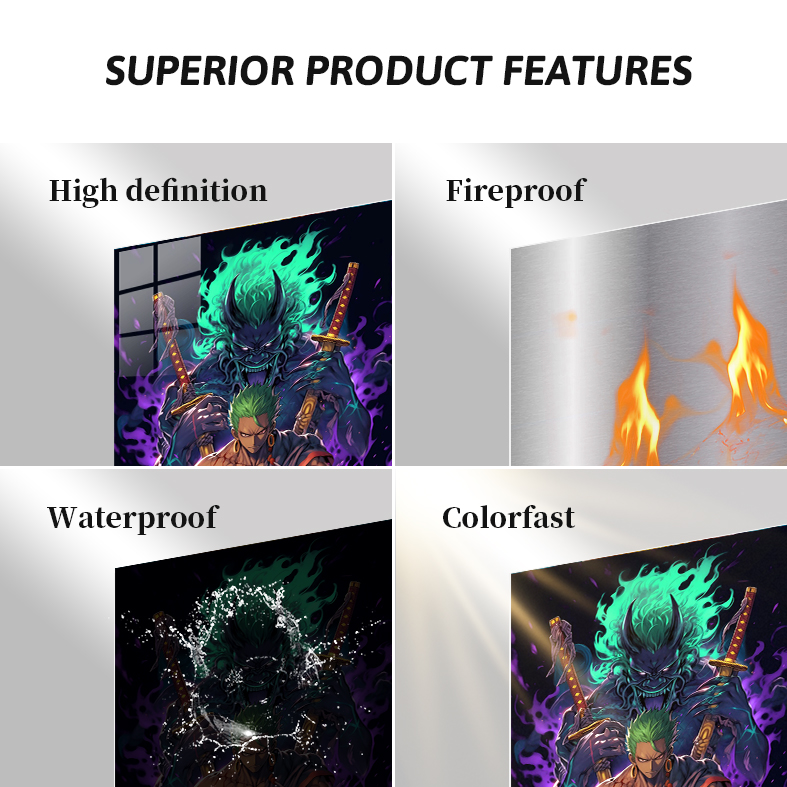 SUPERIOR PRODUCT FEATURES
High definition
Fireproof
Waterproof
Colorfast